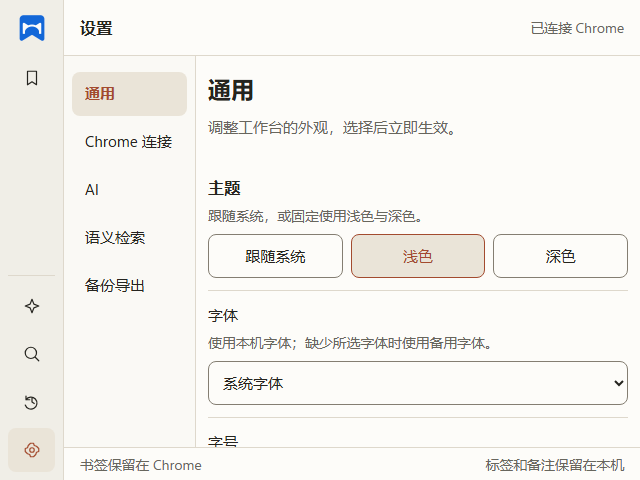 设置
已连接 Chrome
通用
Chrome 连接
AI
语义检索
备份导出
通用
调整工作台的外观，选择后立即生效。
主题
跟随系统，或固定使用浅色与深色。
跟随系统
浅色
深色
字体
使用本机字体；缺少所选字体时使用备用字体。
系统字体
字号
书签保留在 Chrome
标签和备注保留在本机